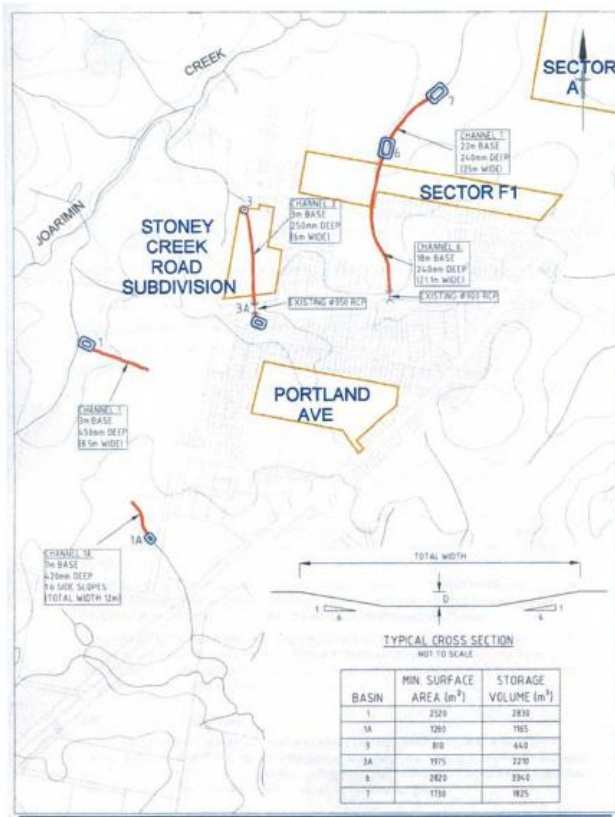 CREEK
JOARIMIN
SECTOR
A
7
6
CHANNEL 7
22m BASE
240mm DEEP
(25m WIDE)
SECTOR F1
3
CHANNEL 3
3m BASE
250mm DEEP
(6m WIDE)
STONEY
CREEK
ROAD
SUBDIVISION
CHANNEL 6
18m BASE
240mm DEEP
(21.1m WIDE)
3A
EXISTING
RCP
EXISTING
RCP
1
CHANNEL 1
3m BASE
450mm DEEP
(8.5m WIDE)
PORTLAND
AVE
1A
CHANNEL 1A
7m BASE
420mm DEEP
1:6 SIDE SLOPES
(TOTAL WIDTH 12m)
TOTAL WIDTH
D
1
6
1
6
TYPICAL CROSS SECTION
NOT TO SCALE
BASIN MIN. SURFACE AREA (m²) STORAGE VOLUME (m³)
1 2520 2830
1A 1260 1165
3 810 440
3A 1975 2210
6 2820 3940
7 1730 1825